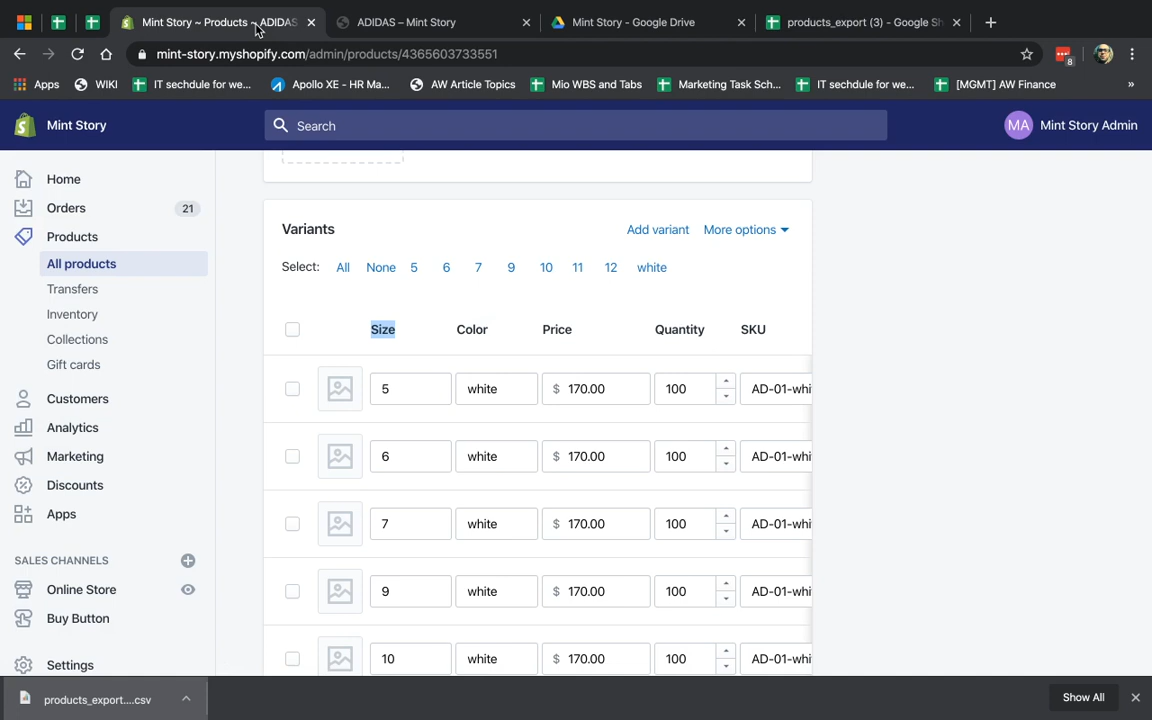 Mint Story ~ Products ~ ADIDAS
ADIDAS – Mint Story
Mint Story - Google Drive
products_export (3) - Google Sh
mint-story.myshopify.com/admin/products/4365603733551
8
Apps
WIKI
IT sechdule for we...
Apollo XE - HR Ma...
AW Article Topics
Mio WBS and Tabs
Marketing Task Sch...
IT sechdule for we...
[MGMT] AW Finance
»
Mint Story
Search
MA
Mint Story Admin
Home
Orders
21
Products
All products
Transfers
Inventory
Collections
Gift cards
Customers
Analytics
Marketing
Discounts
Apps
SALES CHANNELS
Online Store
Buy Button
Settings
Variants
Add variant
More options
Select: All None 5 6 7 9 10 11 12 white
Size Color Price Quantity SKU
5 white $ 170.00 100 AD-01-whi
6 white $ 170.00 100 AD-01-whi
7 white $ 170.00 100 AD-01-whi
9 white $ 170.00 100 AD-01-whi
10 white $ 170.00 100 AD-01-whi
products_export....csv
Show All